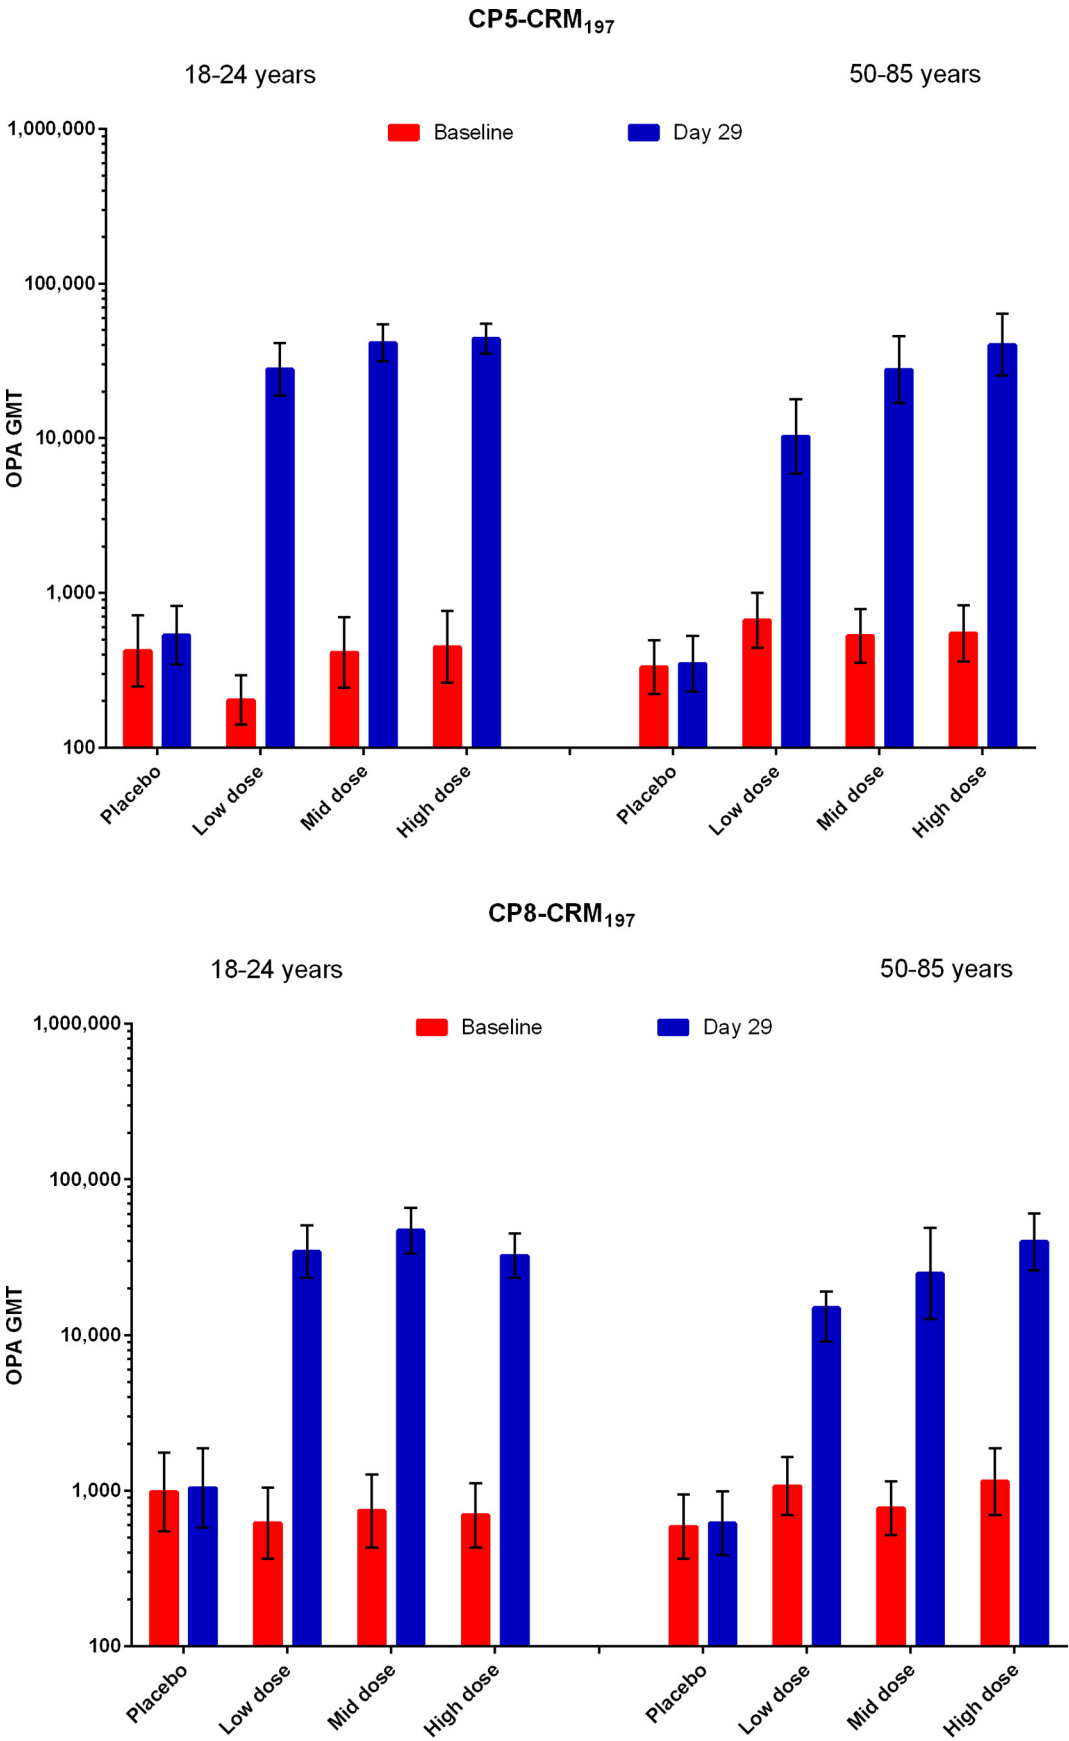 CP5-CRM197
18-24 years
50-85 years
Baseline
Day 29
1,000,000
100,000
10,000
1,000
100
OPA GMT
Placebo
Low dose
Mid dose
High dose
Placebo
Low dose
Mid dose
High dose
CP8-CRM197
18-24 years
50-85 years
Baseline
Day 29
1,000,000
100,000
10,000
1,000
100
OPA GMT
Placebo
Low dose
Mid dose
High dose
Placebo
Low dose
Mid dose
High dose